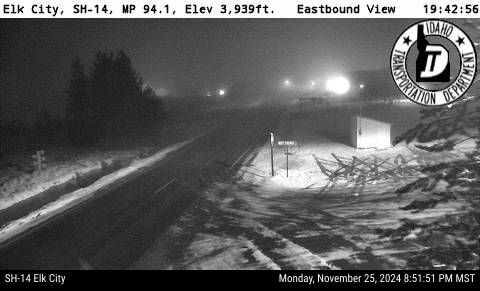 Elk City, SH-14, MP 94.1, Elev 3,939ft. Eastbound View 19:42:56
IDAHO
TRANSPORTATION DEPARTMENT
SH-14 Elk City Monday, November 25, 2024 8:51:51 PM MST